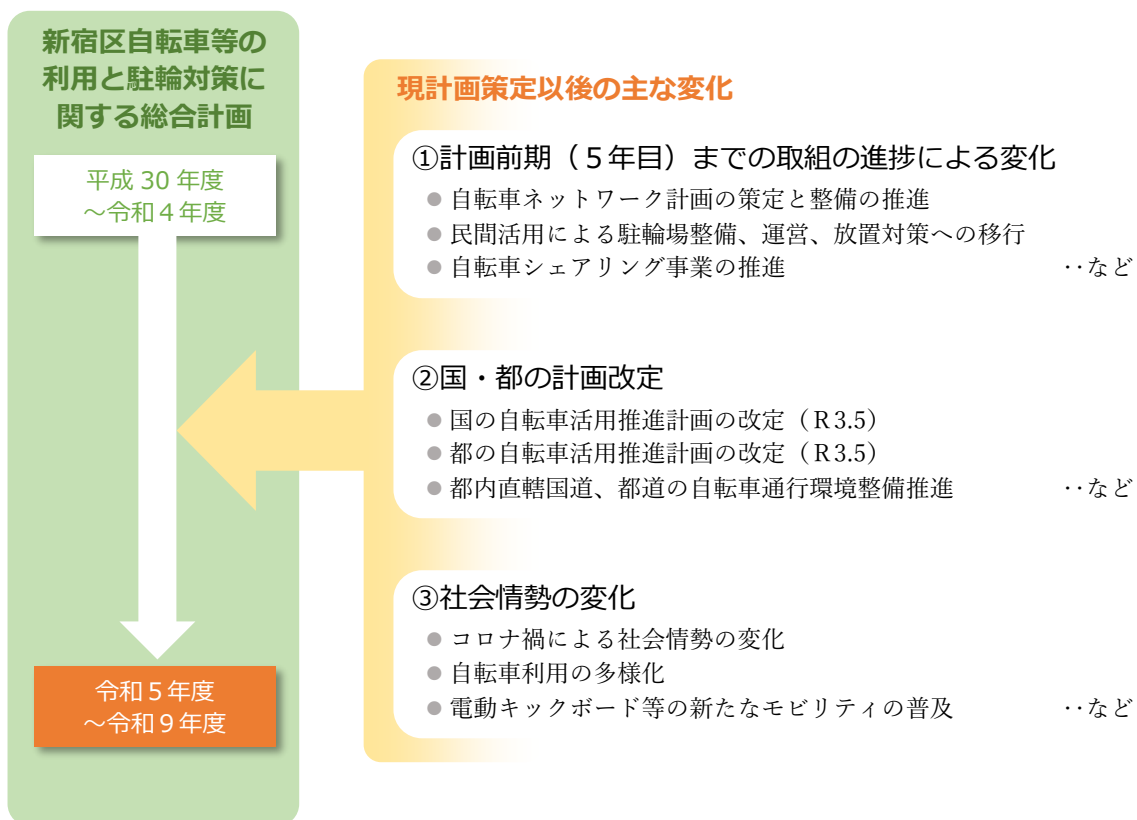 新宿区自転車等の
利用と駐輪対策に
関する総合計画
平成 30 年度
～令和４年度
令和５年度
～令和９年度
現計画策定以後の主な変化
①計画前期（５年目）までの取組の進捗による変化
● 自転車ネットワーク計画の策定と整備の推進
● 民間活用による駐輪場整備、運営、放置対策への移行
● 自転車シェアリング事業の推進 ‥など
②国・都の計画改定
● 国の自転車活用推進計画の改定（Ｒ3.5）
● 都の自転車活用推進計画の改定（Ｒ3.5）
● 都内直轄国道、都道の自転車通行環境整備推進 ‥など
③社会情勢の変化
● コロナ禍による社会情勢の変化
● 自転車利用の多様化
● 電動キックボード等の新たなモビリティの普及 ‥など